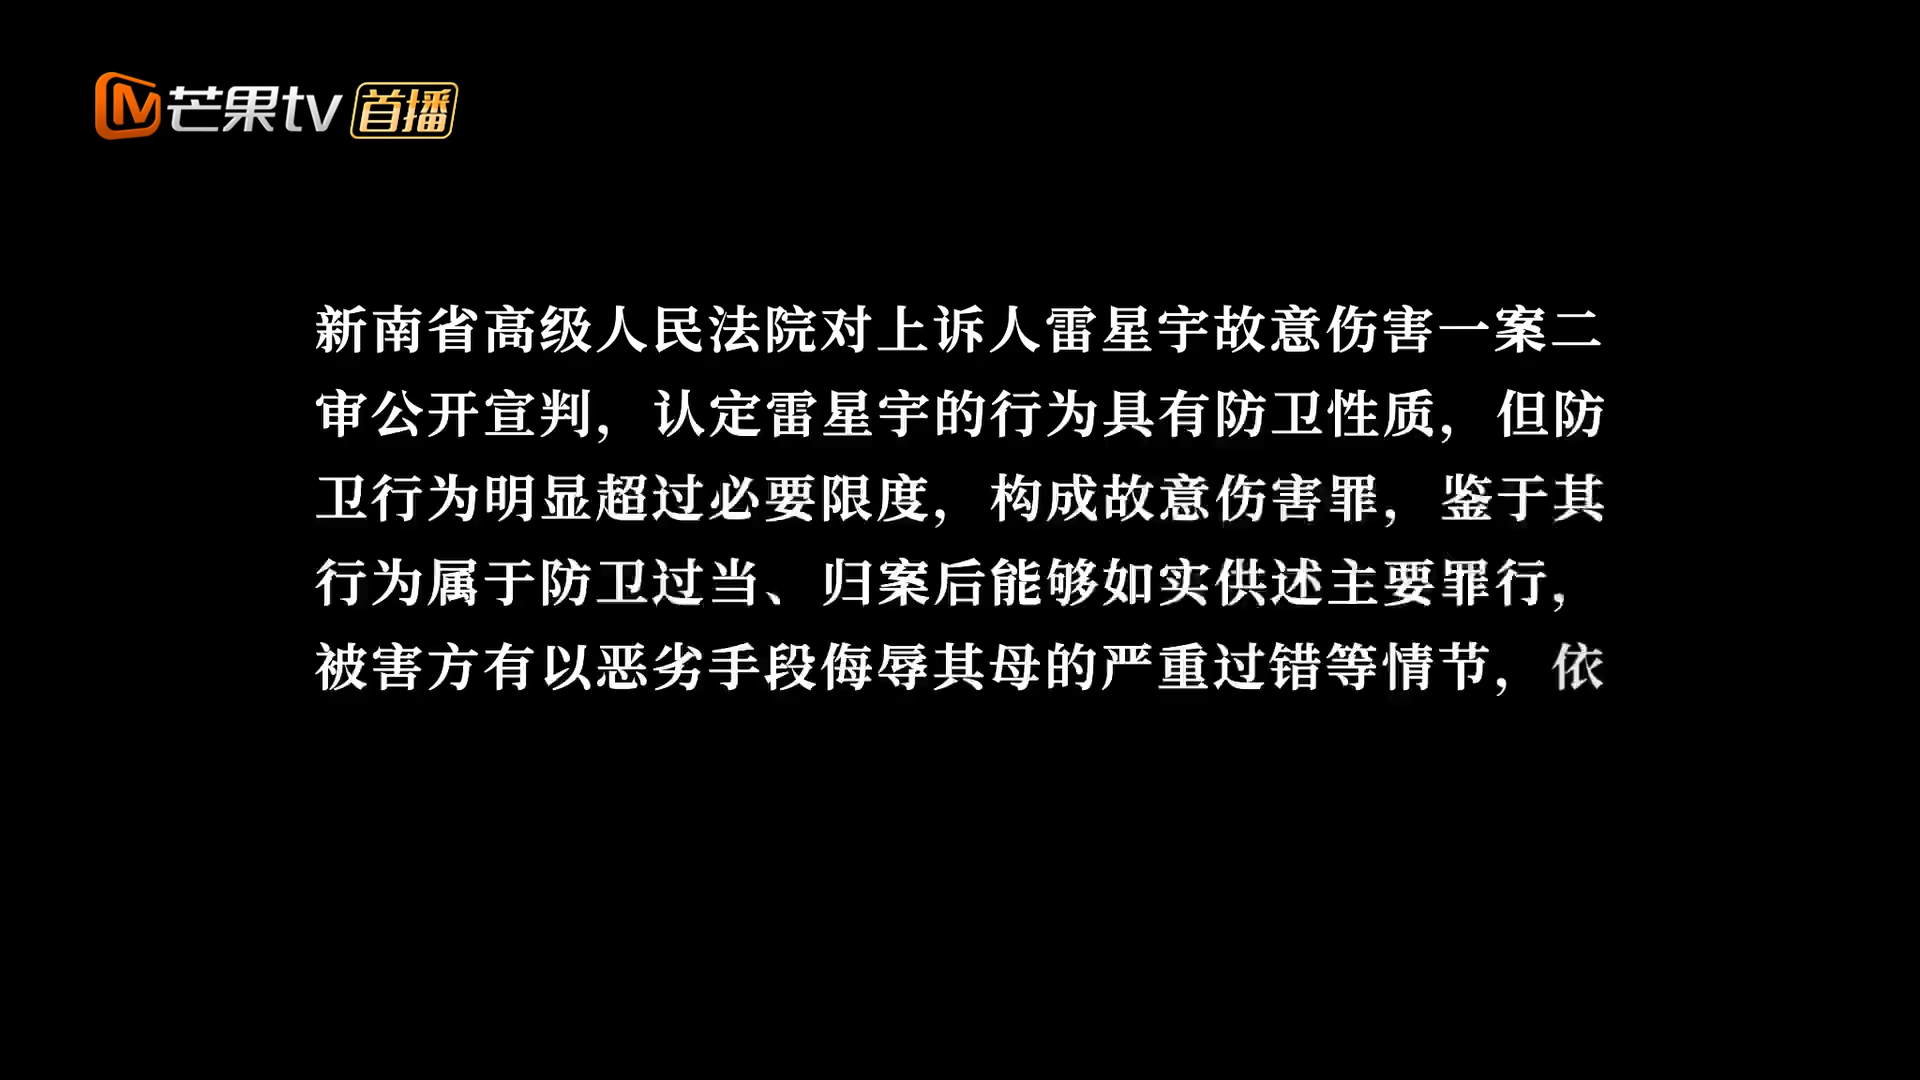 芒果tv 首播
新南省高级人民法院对上诉人雷星宇故意伤害一案二
审公开宣判，认定雷星宇的行为具有防卫性质，但防
卫行为明显超过必要限度，构成故意伤害罪，鉴于其
行为属于防卫过当、归案后能够如实供述主要罪行，
被害方有以恶劣手段侮辱其母的严重过错等情节，依